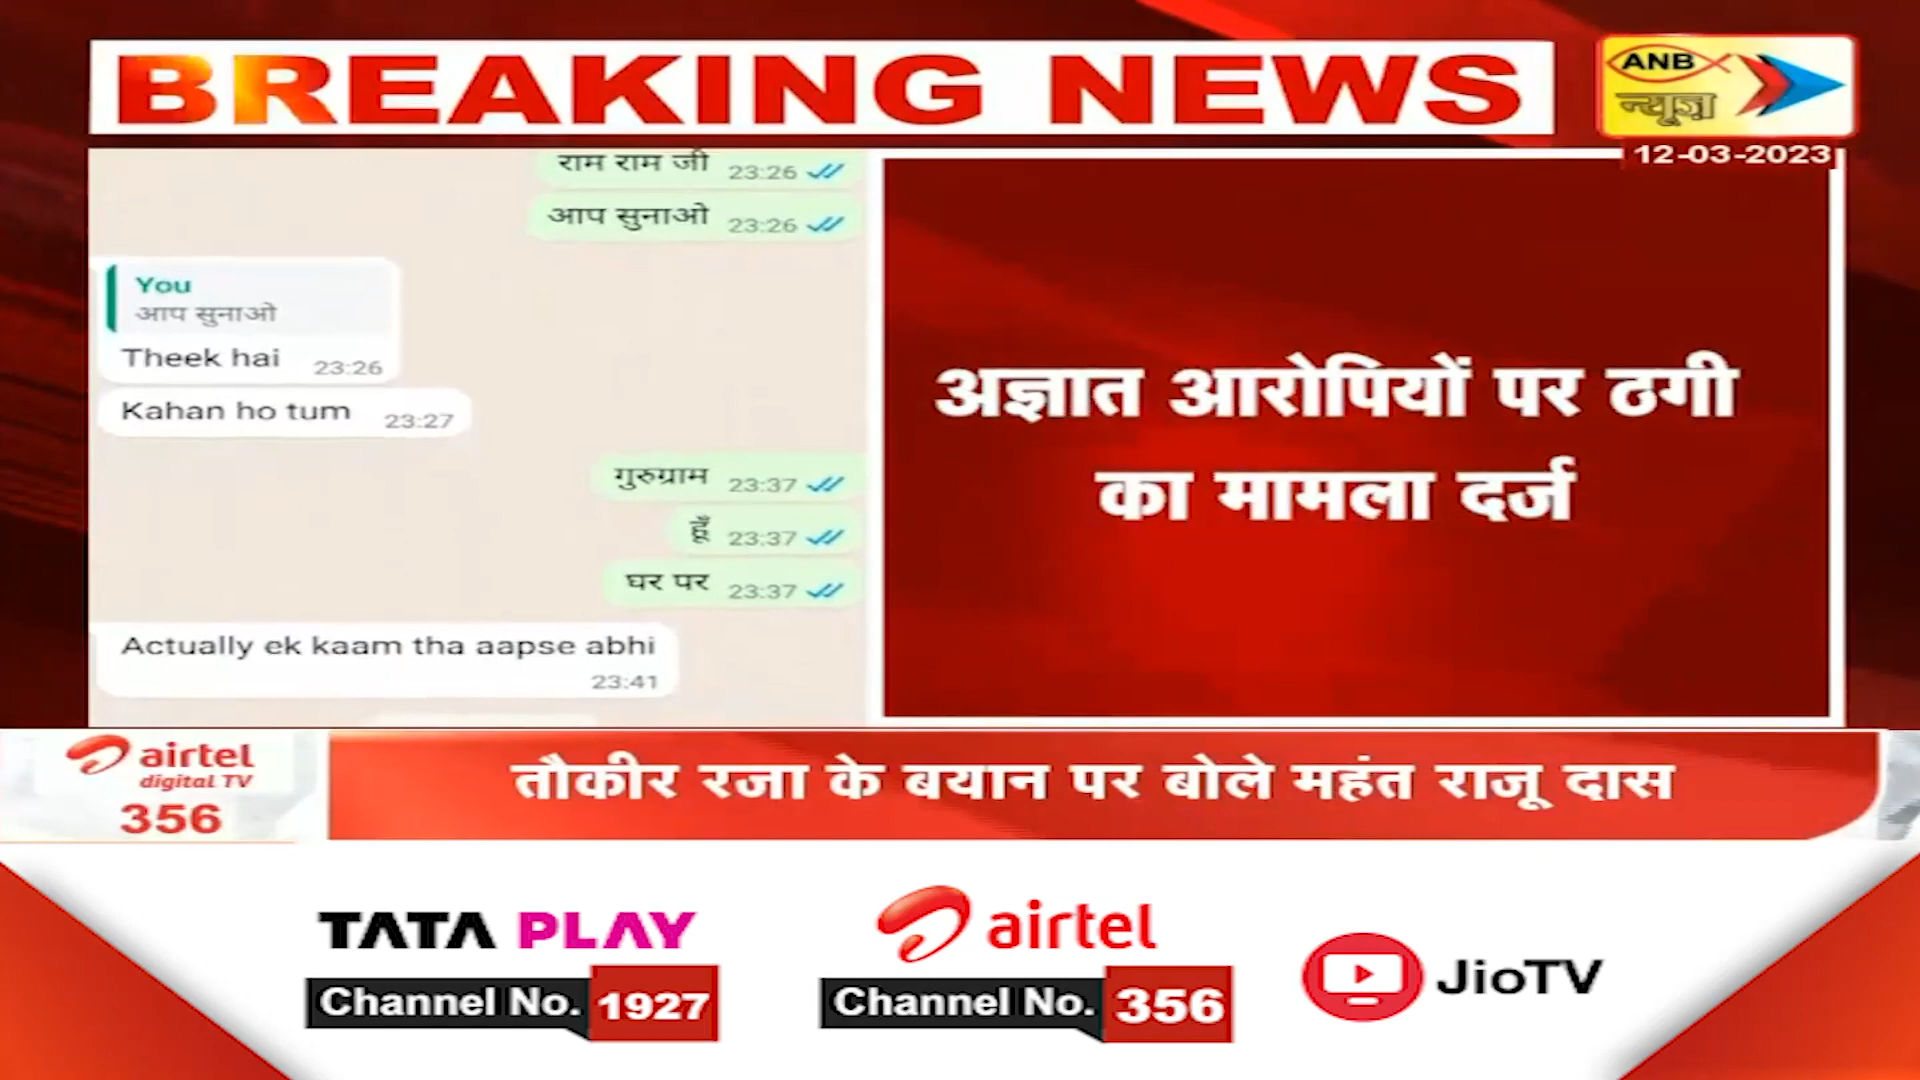 BREAKING NEWS
ANB
न्यूज़
12-03-2023
राम राम जी 23:26
आप सुनाओ 23:26
You
आप सुनाओ
Theek hai 23:26
Kahan ho tum 23:27
गुरुग्राम 23:37
हूँ 23:37
घर पर 23:37
Actually ek kaam tha aapse abhi
23:41
अज्ञात आरोपियों पर ठगी
का मामला दर्ज
airtel
digital TV
356
तौकीर रजा के बयान पर बोले महंत राजू दास
TATA PLAY
Channel No. 1927
airtel
Channel No. 356
JioTV